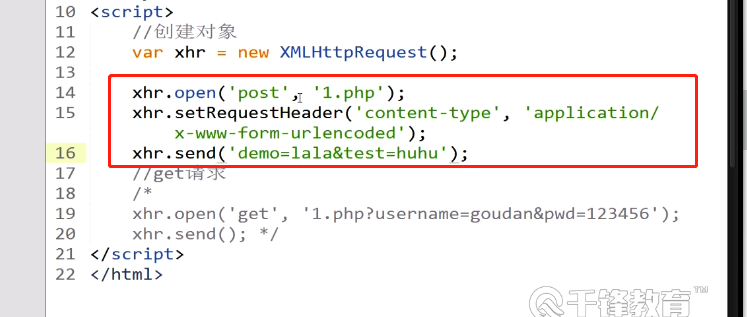 10 <script>
11 //创建对象
12 var xhr = new XMLHttpRequest();
13
14 xhr.open('post', '1.php');
15 xhr.setRequestHeader('content-type', 'application/
x-www-form-urlencoded');
16 xhr.send('demo=lala&test=huhu');
17 //get请求
18 /*
19 xhr.open('get', '1.php?username=goudan&pwd=123456');
20 xhr.send(); */
21 </script>
22 </html>
千锋教育™